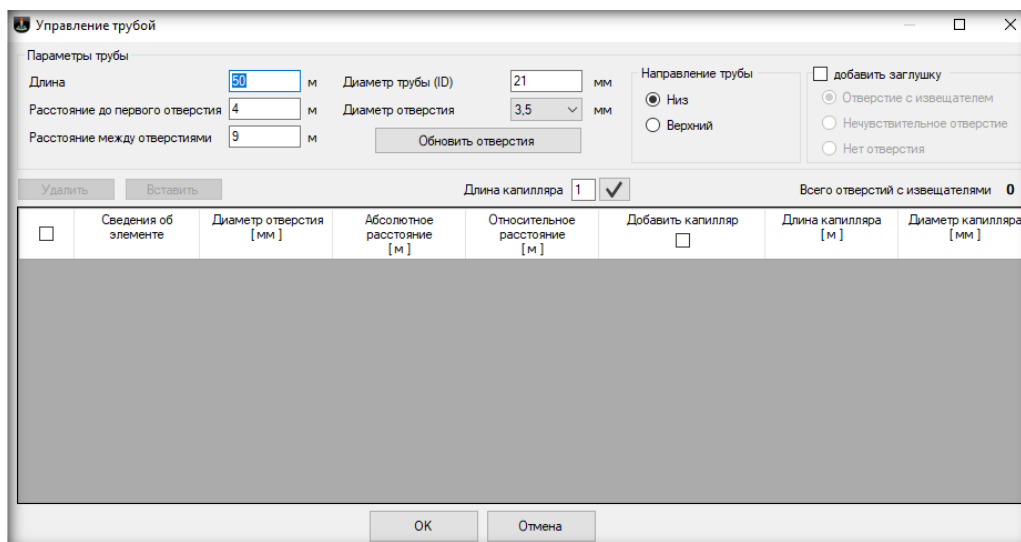 Управление трубой
Параметры трубы
Длина 50 м Диаметр трубы (ID) 21 мм
Расстояние до первого отверстия 4 м Диаметр отверстия 3,5 мм
Расстояние между отверстиями 9 м Обновить отверстия
Направление трубы
Низ
Верхний
добавить заглушку
Отверстие с извещателем
Нечувствительное отверстие
Нет отверстия
Удалить Вставить Длина капилляра 1 Всего отверстий с извещателями 0
Сведения об элементе
Диаметр отверстия [ мм ]
Абсолютное расстояние [ м ]
Относительное расстояние [ м ]
Добавить капилляр
Длина капилляра [ м ]
Диаметр капилляра [ мм ]
OK Отмена